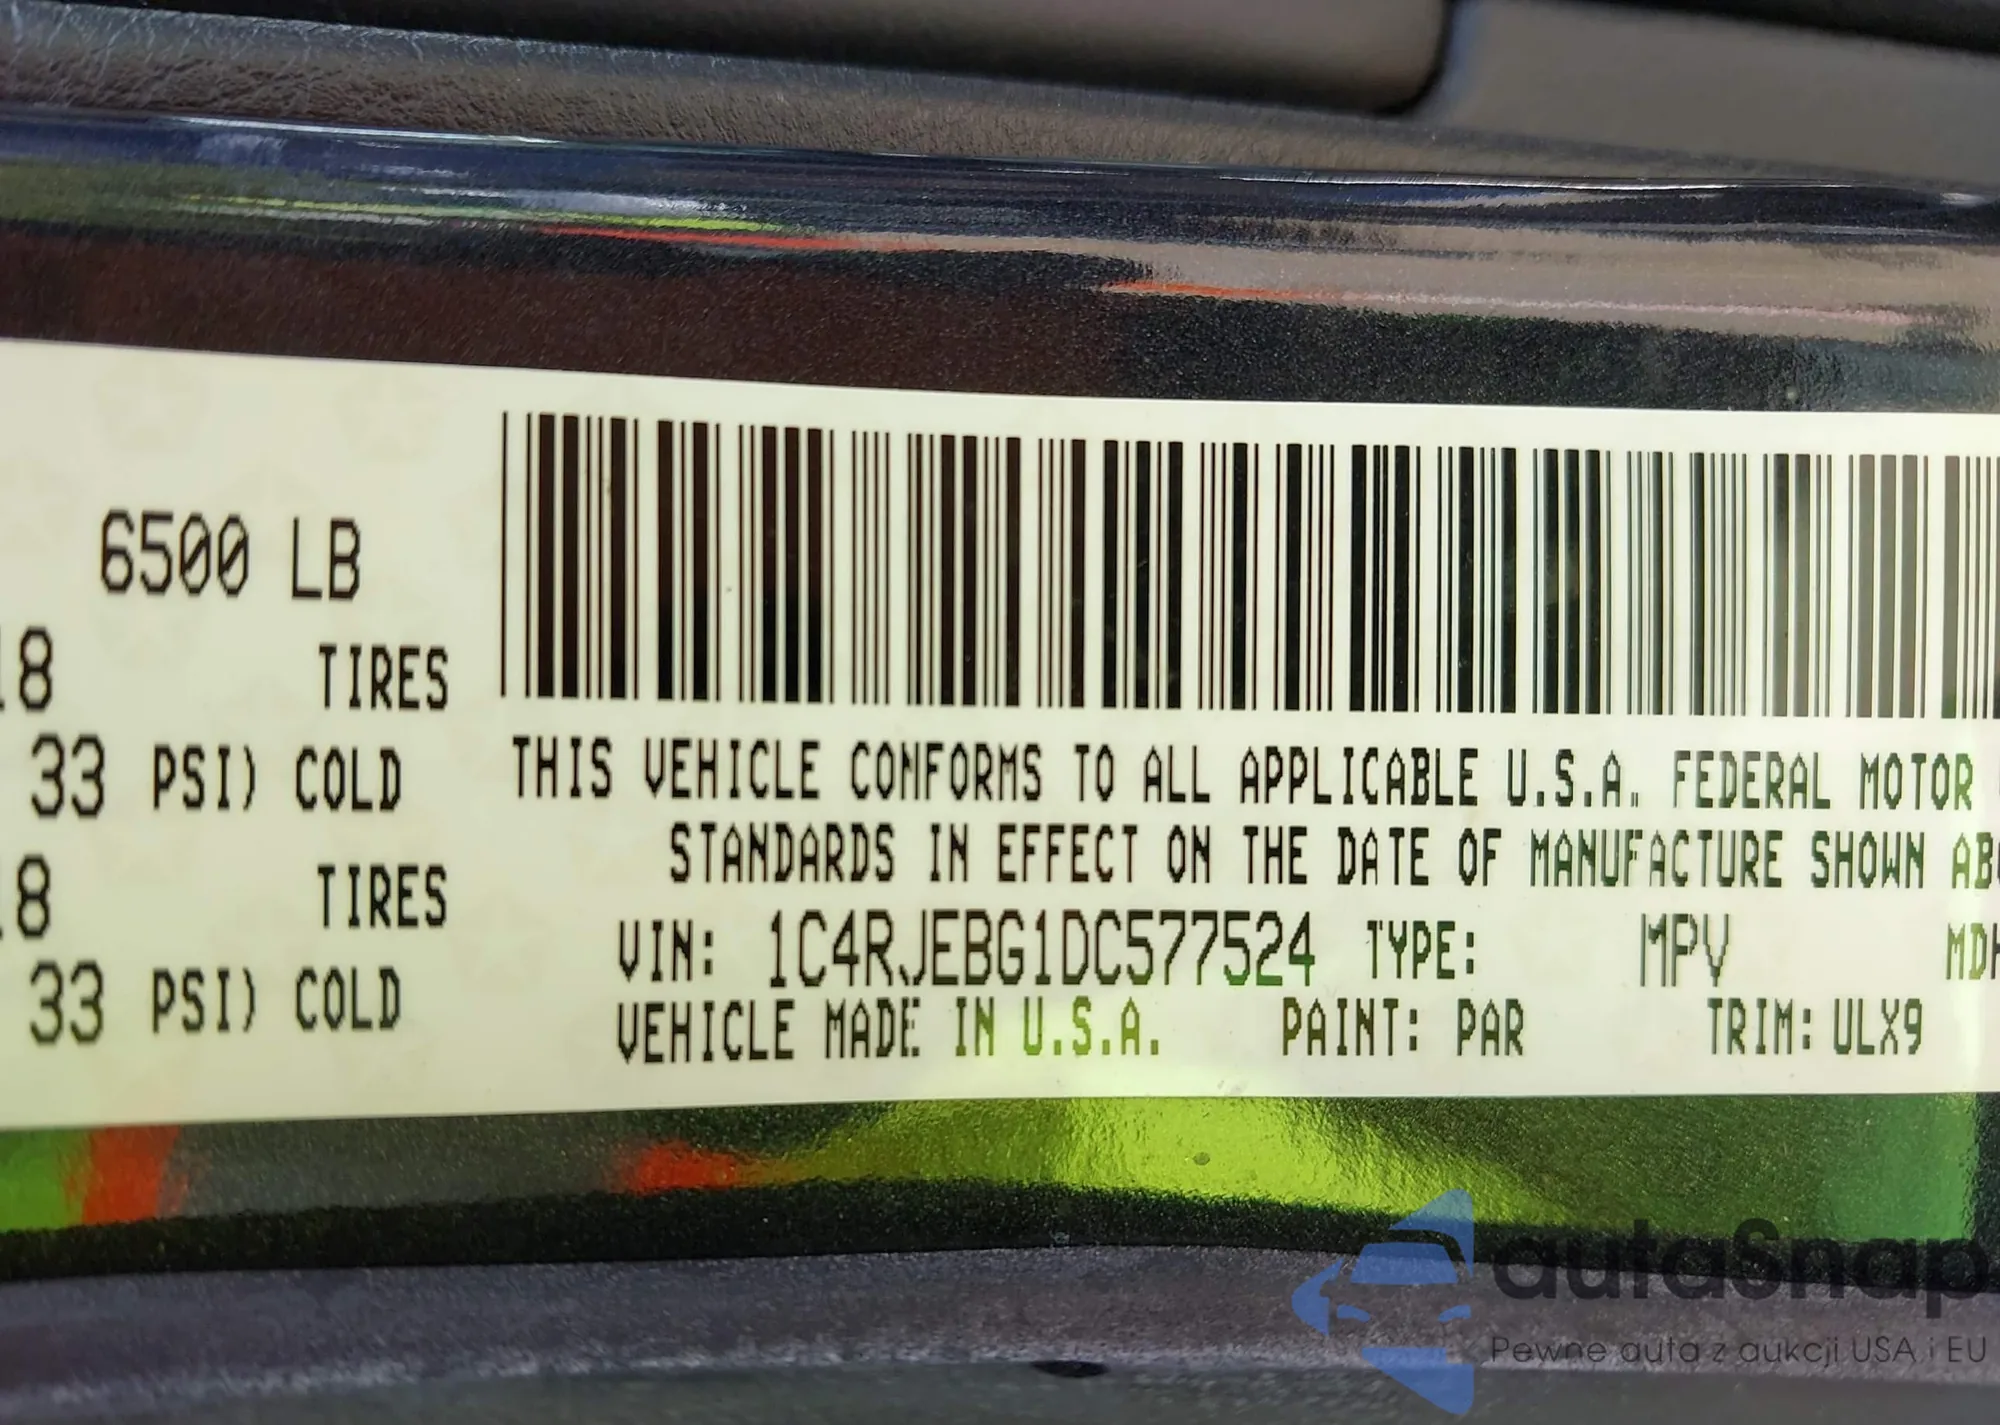 6500 LB
18 TIRES
33 PSI) COLD
18 TIRES
33 PSI) COLD
THIS VEHICLE CONFORMS TO ALL APPLICABLE U.S.A. FEDERAL MOTOR
STANDARDS IN EFFECT ON THE DATE OF MANUFACTURE SHOWN
VIN: 1C4RJEBG1DC577524 TYPE: MPV MDH
VEHICLE MADE IN U.S.A. PAINT: PAR TRIM: ULX9
autaSnap
Pewne auta z aukcji USA i EU